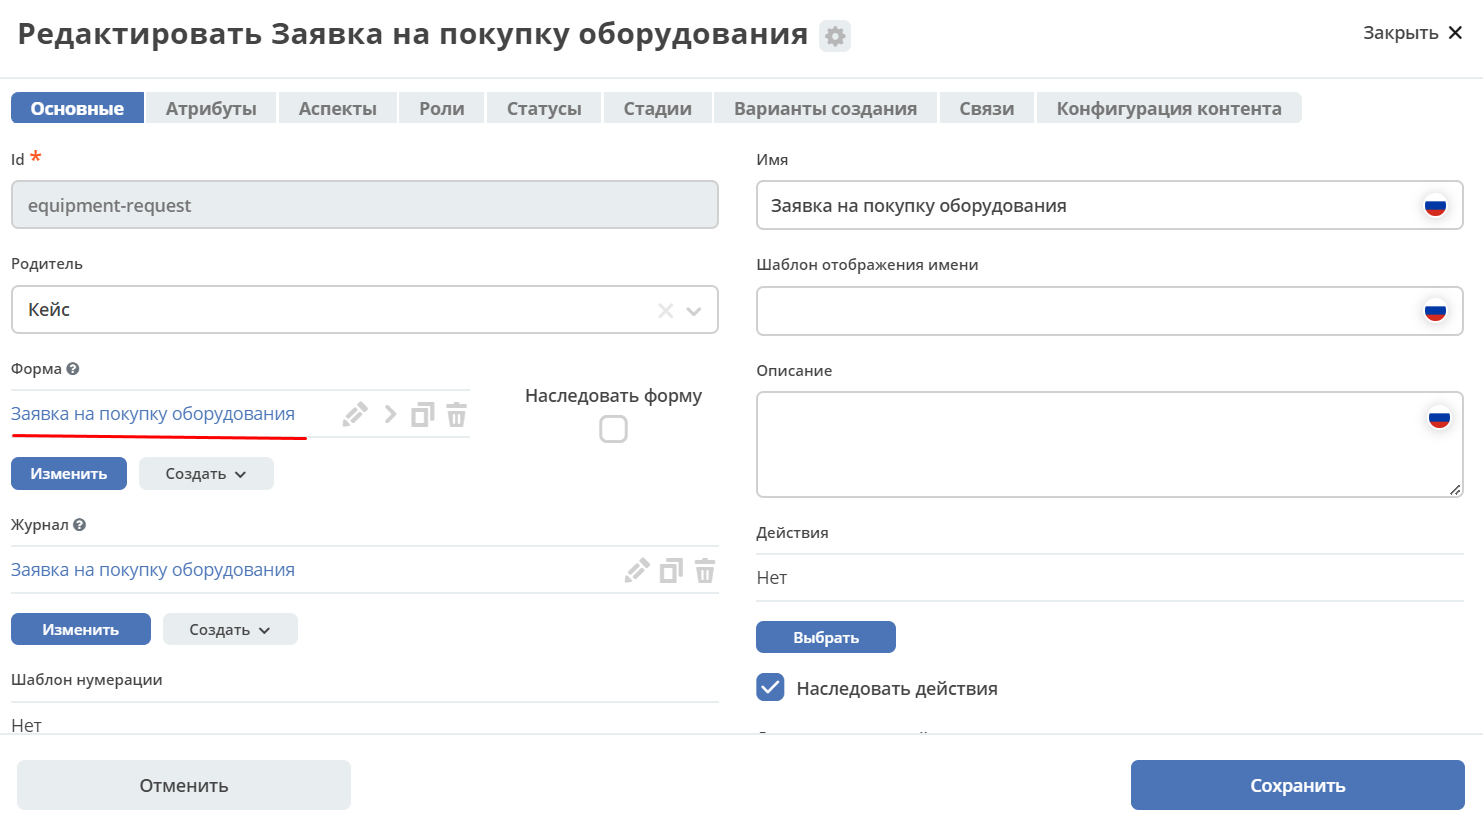 Редактировать Заявка на покупку оборудования
Закрыть
Основные Атрибуты Аспекты Роли Статусы Стадии Варианты создания Связи Конфигурация контента
Id *
equipment-request
Имя
Заявка на покупку оборудования
Родитель
Кейс
Шаблон отображения имени
Форма
Заявка на покупку оборудования
Наследовать форму
Изменить Создать
Описание
Журнал
Заявка на покупку оборудования
Изменить Создать
Действия
Нет
Выбрать
Наследовать действия
Шаблон нумерации
Нет
Отменить
Сохранить